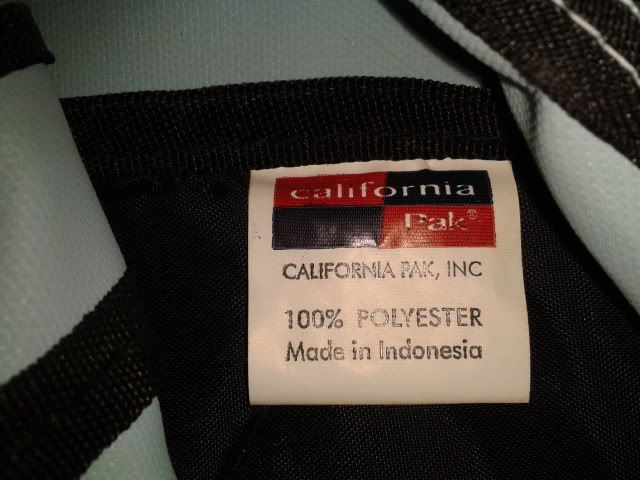 california
Pak®
CALIFORNIA PAK, INC
100% POLYESTER
Made in Indonesia